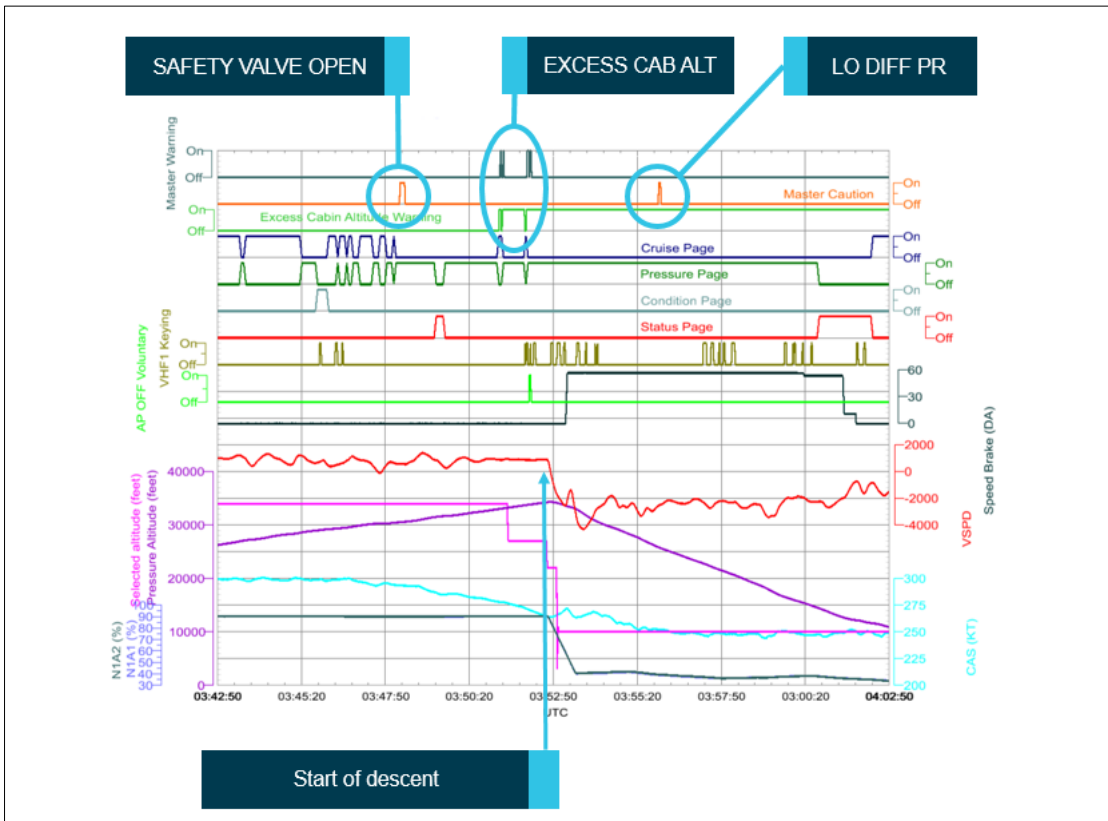 SAFETY VALVE OPEN
EXCESS CAB ALT
LO DIFF PR
Master Warning
On
Off
Master Caution
On
Off
Excess Cabin Altitude Warning
On
Off
Cruise Page
On
Off
Pressure Page
On
Off
Condition Page
On
Off
Status Page
On
Off
VHF1 Keying
On
Off
AP OFF Voluntary
On
Off
60
30
0
Speed Brake (DA)
2000
0
-2000
-4000
VSPD
Selected altitude (feet)
Pressure Altitude (feet)
40000
30000
20000
10000
0
N1A2 (%)
N1A1 (%)
100
90
80
70
60
50
40
30
300
275
250
225
200
CAS (KT)
03:42:50 03:45:20 03:47:50 03:50:20 03:52:50 03:55:20 03:57:50 03:00:20 04:02:50
UTC
Start of descent